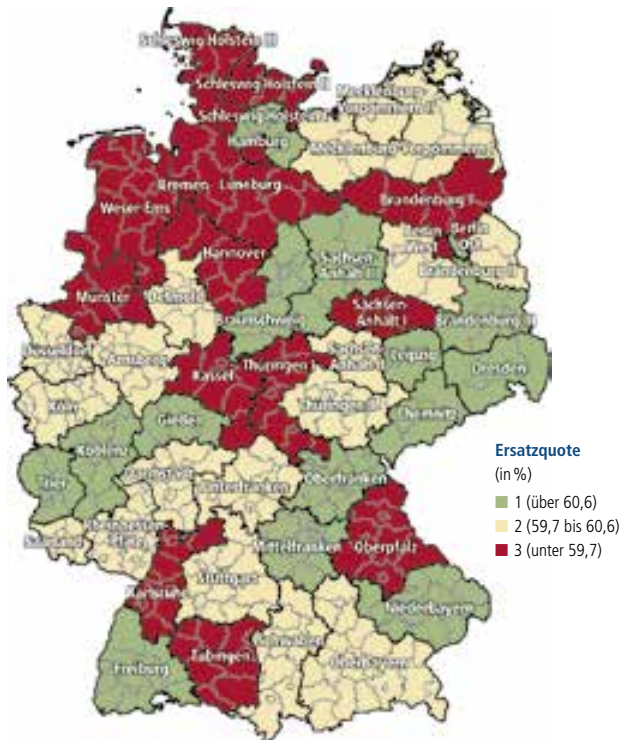 Schleswig Holstein III
Schleswig Holstein II
Schleswig Holstein I
Hamburg
Mecklenburg-
Vorpommern II
Mecklenburg-Vorpommern
Bremen
Lüneburg
Weser-Ems
Brandenburg I
Hannover
Berlin
West
Berlin
Ost
Sachsen-
Anhalt III
Brandenburg II
Münster
Detmold
Braunschweig
Sachsen-
Anhalt I
Brandenburg III
Düsseldorf
Arnsberg
Kassel
Thüringen I
Sachsen-
Anhalt II
Leipzig
Dresden
Köln
Gießen
Thüringen II
Chemnitz
Koblenz
Trier
Darmstadt
Unterfranken
Oberfranken
Saarland
Rheinhessen-
Pfalz
Mittelfranken
Oberpfalz
Karlsruhe
Stuttgart
Niederbayern
Freiburg
Tübingen
Schwaben
Oberbayern
Ersatzquote
(in %)
1 (über 60,6)
2 (59,7 bis 60,6)
3 (unter 59,7)